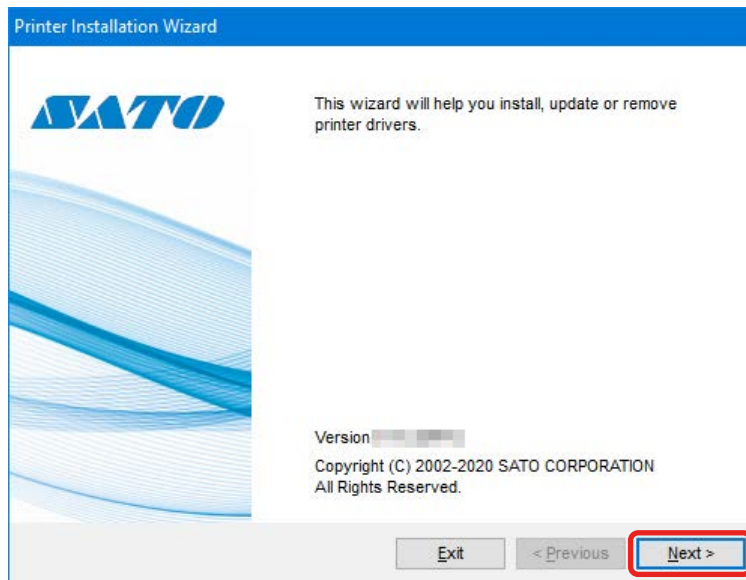 Printer Installation Wizard
SATO
This wizard will help you install, update or remove
printer drivers.
Version
Copyright (C) 2002-2020 SATO CORPORATION
All Rights Reserved.
Exit
< Previous
Next >